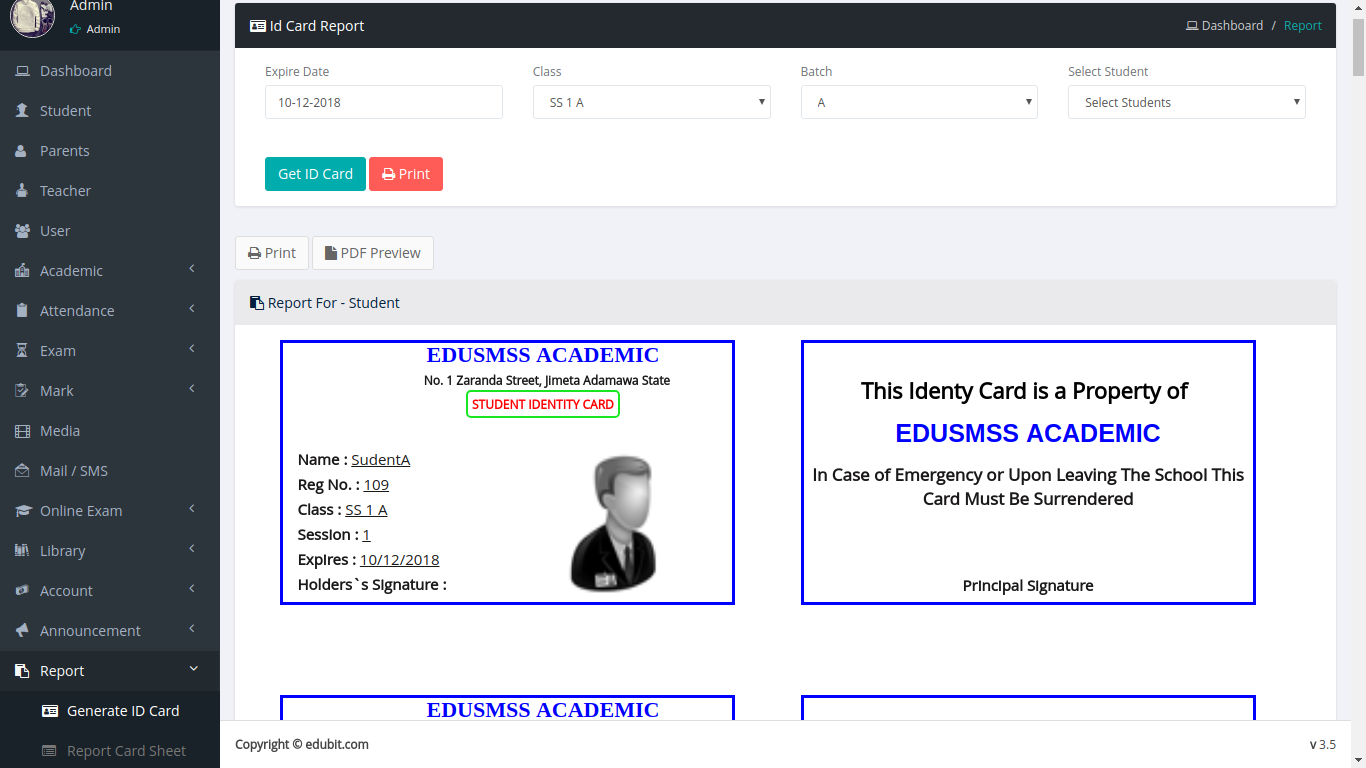 Admin
Admin
Dashboard
Student
Parents
Teacher
User
Academic
Attendance
Exam
Mark
Media
Mail / SMS
Online Exam
Library
Account
Announcement
Report
Generate ID Card
Report Card Sheet
Id Card Report
Dashboard / Report
Expire Date Class Batch Select Student
10-12-2018 SS 1 A A Select Students
Get ID Card Print
Print PDF Preview
Report For - Student
EDUSMSS ACADEMIC
No. 1 Zaranda Street, Jimeta Adamawa State
STUDENT IDENTITY CARD
Name : SudentA
Reg No. : 109
Class : SS 1 A
Session : 1
Expires : 10/12/2018
Holders`s Signature :
This Identy Card is a Property of
EDUSMSS ACADEMIC
In Case of Emergency or Upon Leaving The School This
Card Must Be Surrendered
Principal Signature
EDUSMSS ACADEMIC
Copyright © edubit.com
v 3.5